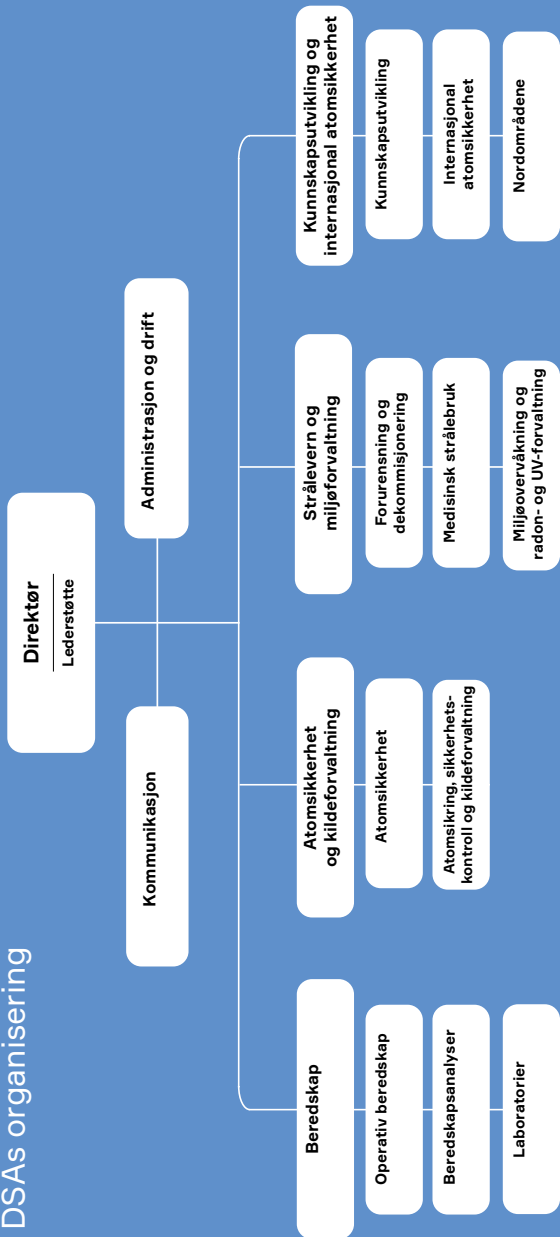 DSAs organisering
Direktør
Lederstøtte
Kommunikasjon
Administrasjon og drift
Beredskap
Operativ beredskap
Beredskapsanalyser
Laboratorier
Atomsikkerhet
og kildeforvaltning
Atomsikkerhet
Atomsikring, sikkerhets-
kontroll og kildeforvaltning
Strålevern og
miljøforvaltning
Forurensning og
dekommisjonering
Medisinsk strålebruk
Miljøovervåkning og
radon- og UV-forvaltning
Kunnskapsutvikling og
internasjonal atomsikkerhet
Kunnskapsutvikling
Internasjonal
atomsikkerhet
Nordområdene